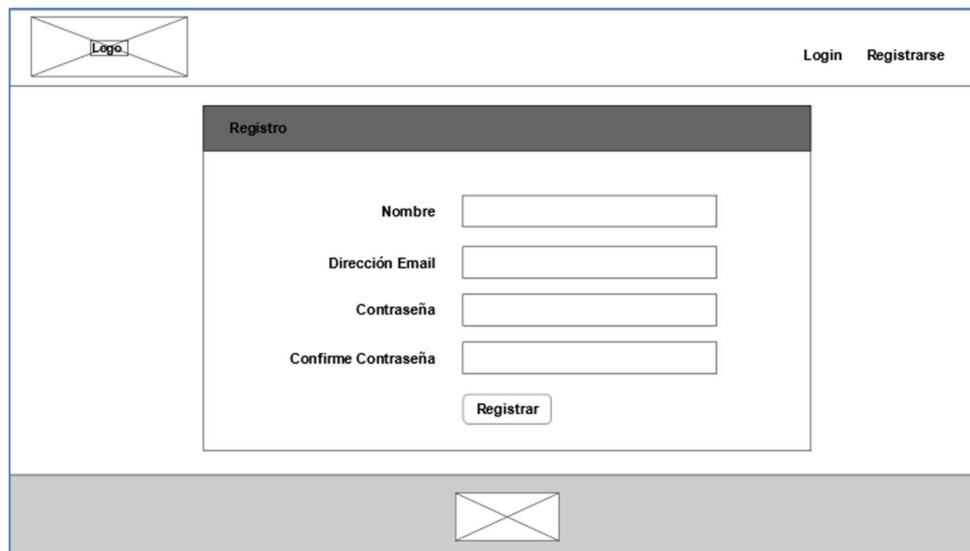 Logo
Login Registrarse
Registro
Nombre
Dirección Email
Contraseña
Confirme Contraseña
Registrar